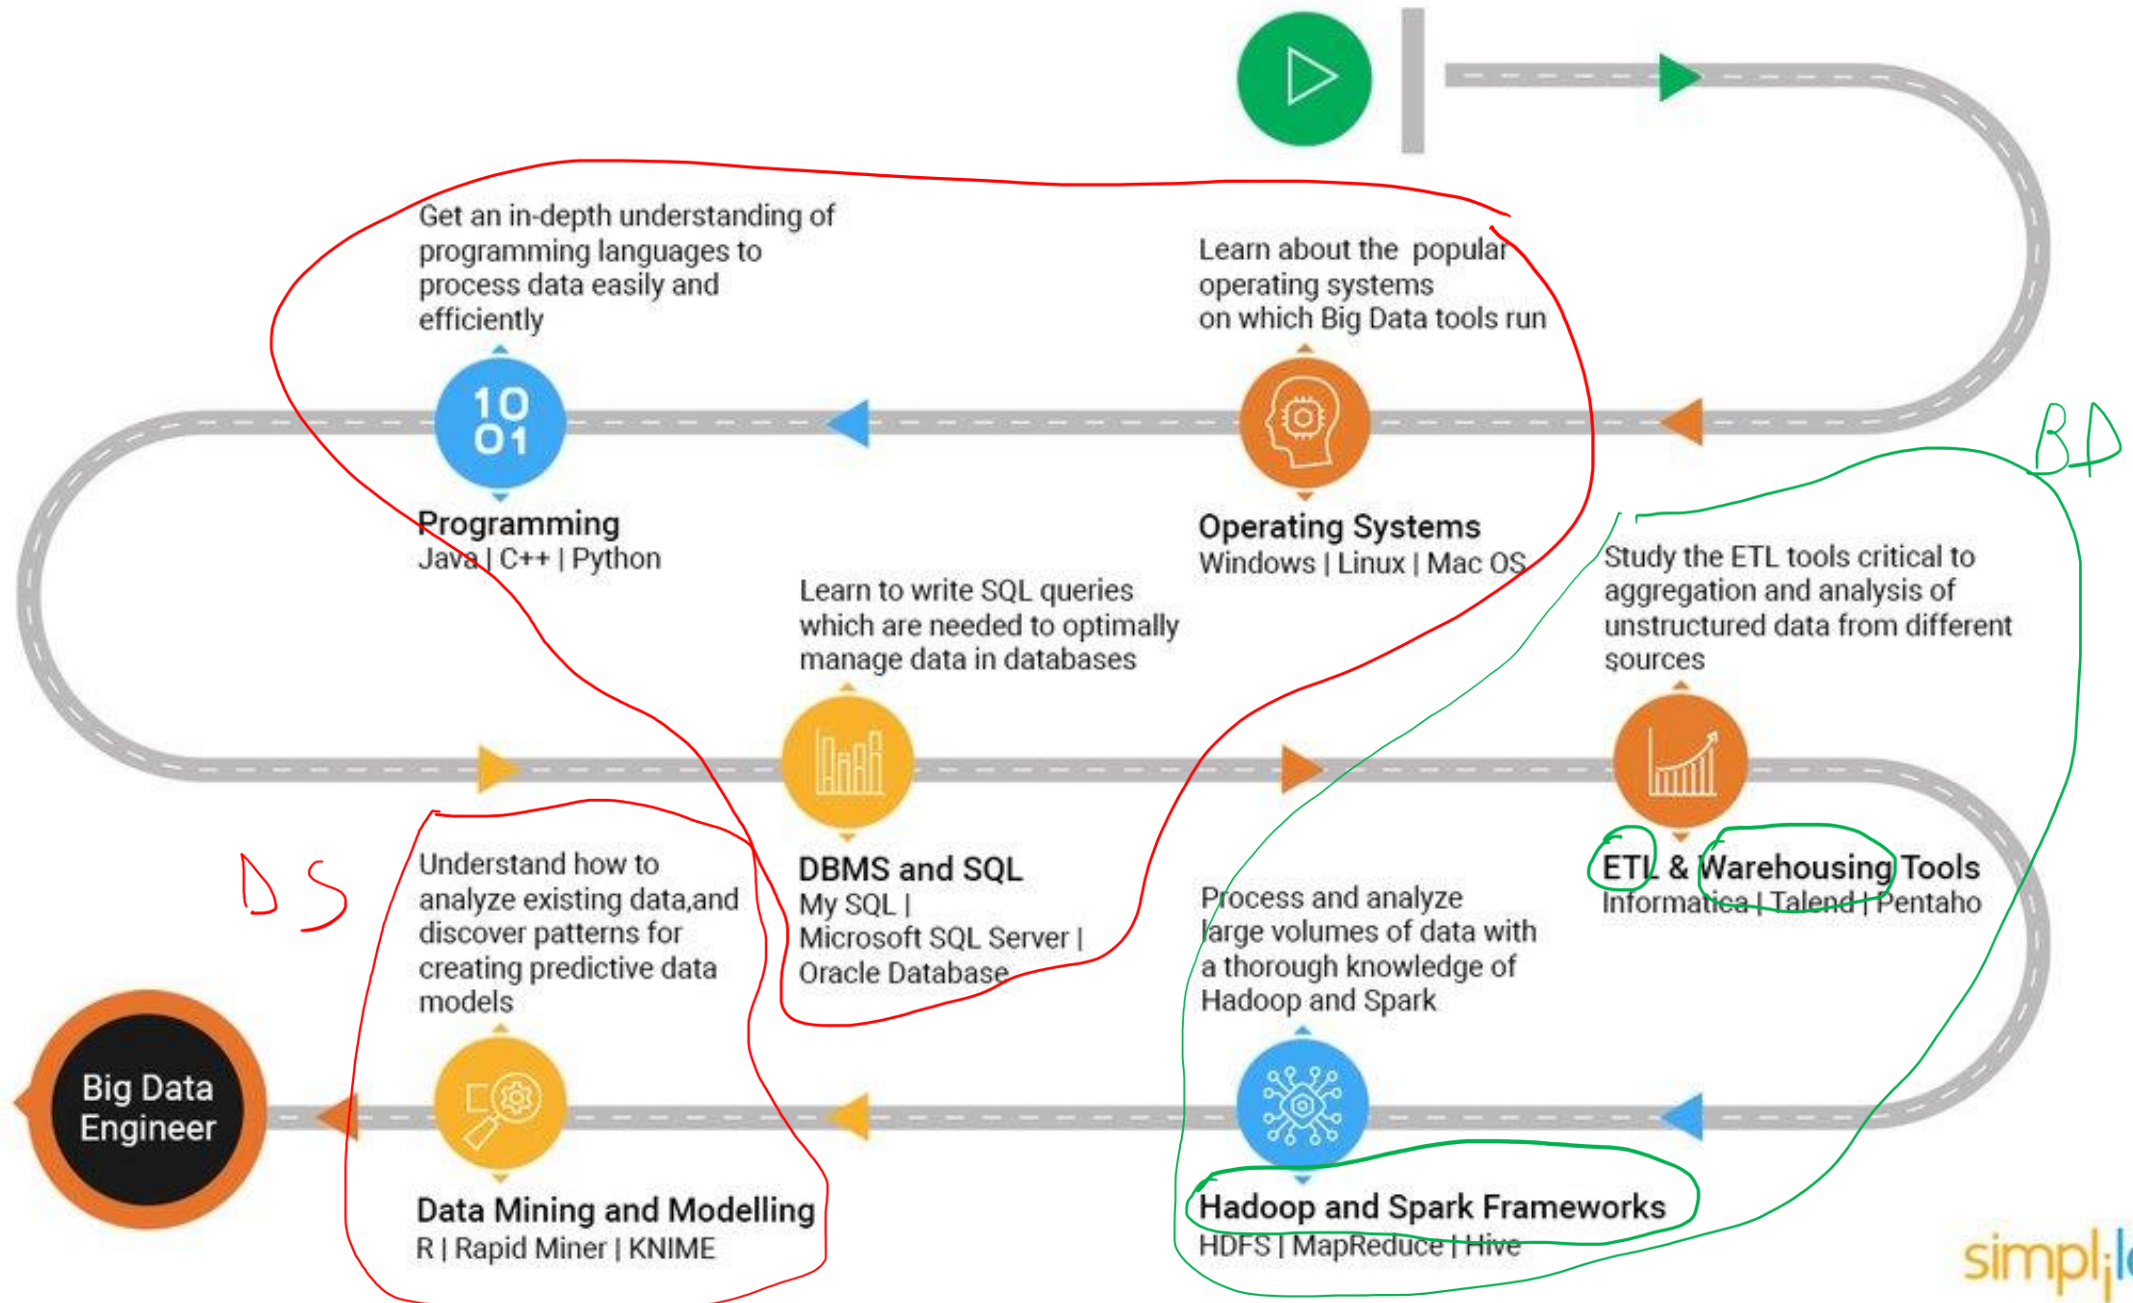 Get an in-depth understanding of
programming languages to
process data easily and
efficiently
Learn about the popular
operating systems
on which Big Data tools run
10
01
Programming
Java | C++ | Python
Operating Systems
Windows | Linux | Mac OS
BD
Learn to write SQL queries
which are needed to optimally
manage data in databases
Study the ETL tools critical to
aggregation and analysis of
unstructured data from different
sources
DBMS and SQL
My SQL |
Microsoft SQL Server |
Oracle Database
ETL & Warehousing Tools
Informatica | Talend | Pentaho
DS
Understand how to
analyze existing data,and
discover patterns for
creating predictive data
models
Process and analyze
large volumes of data with
a thorough knowledge of
Hadoop and Spark
Big Data
Engineer
Data Mining and Modelling
R | Rapid Miner | KNIME
Hadoop and Spark Frameworks
HDFS | MapReduce | Hive